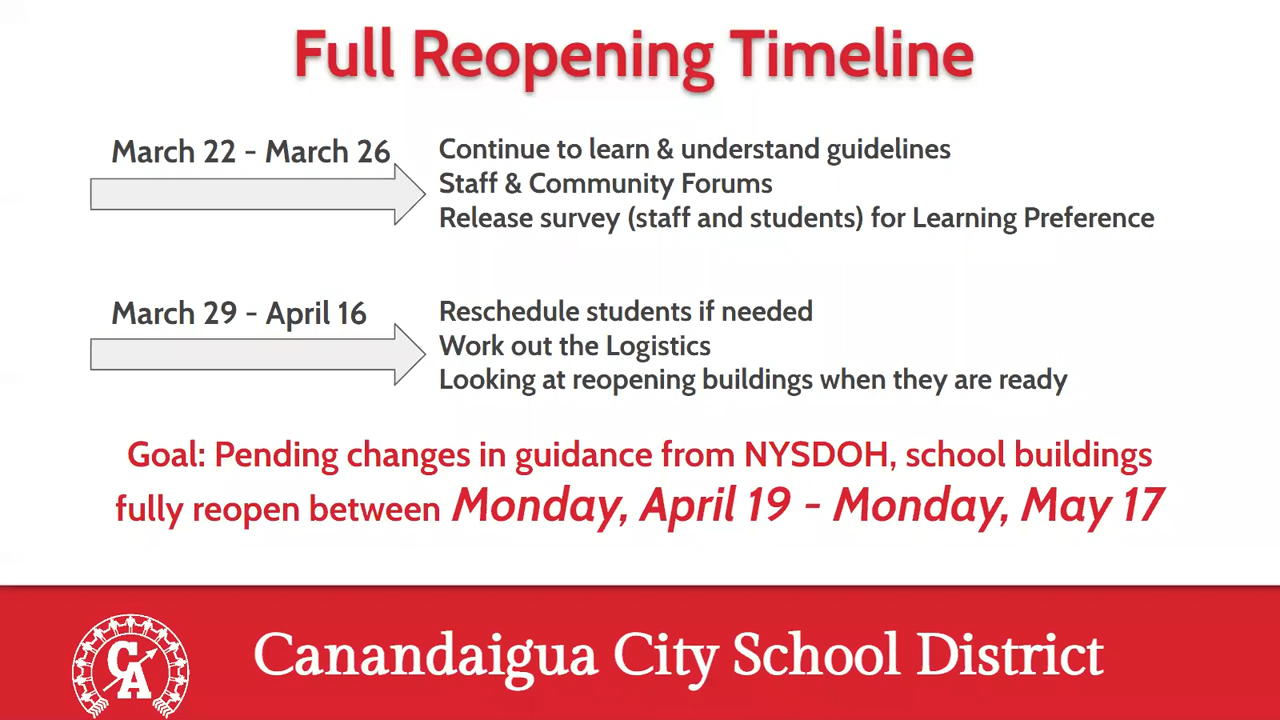 Full Reopening Timeline
March 22 - March 26
Continue to learn & understand guidelines
Staff & Community Forums
Release survey (staff and students) for Learning Preference
March 29 - April 16
Reschedule students if needed
Work out the Logistics
Looking at reopening buildings when they are ready
Goal: Pending changes in guidance from NYSDOH, school buildings
fully reopen between Monday, April 19 - Monday, May 17
CA
Canandaigua City School District